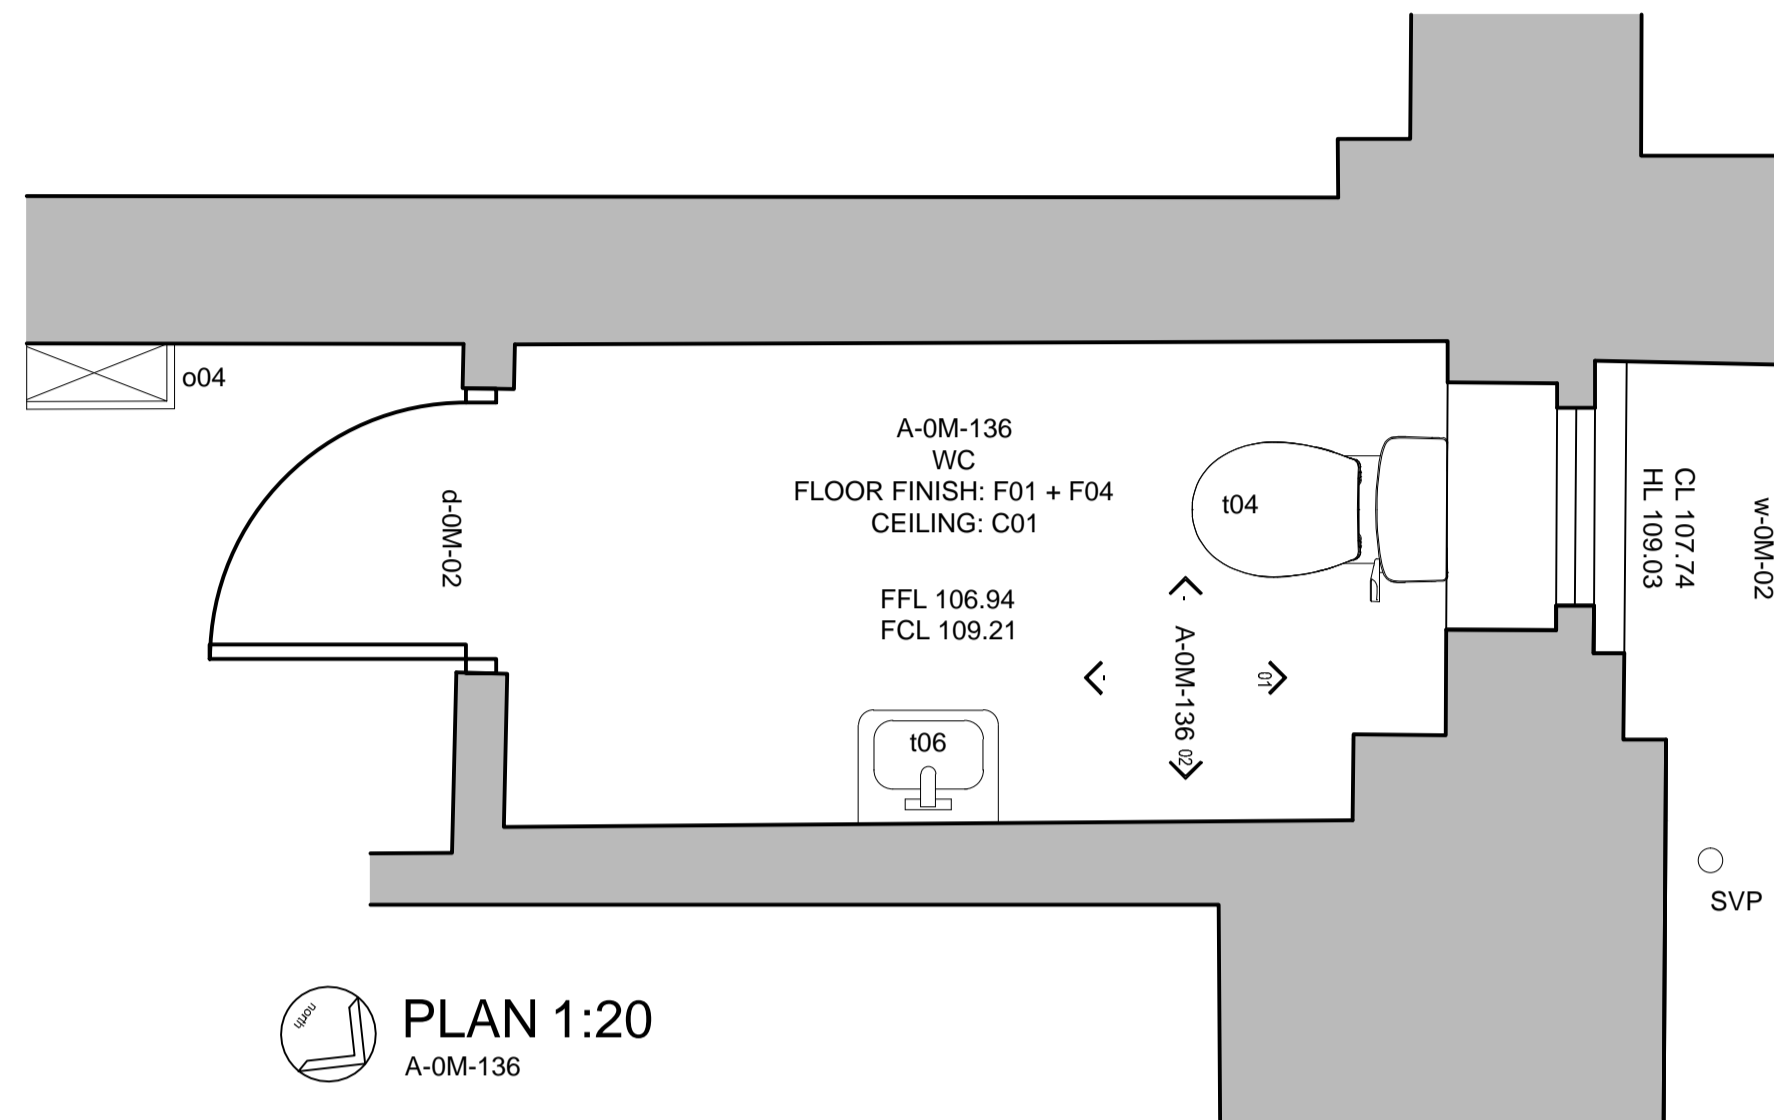 o04
d-0M-02
A-0M-136
WC
FLOOR FINISH: F01 + F04
CEILING: C01
FFL 106.94
FCL 109.21
t04
CL 107.74
HL 109.03
w-0M-02
-
-
A-0M-136
01
02
t06
SVP
north
PLAN 1:20
A-0M-136